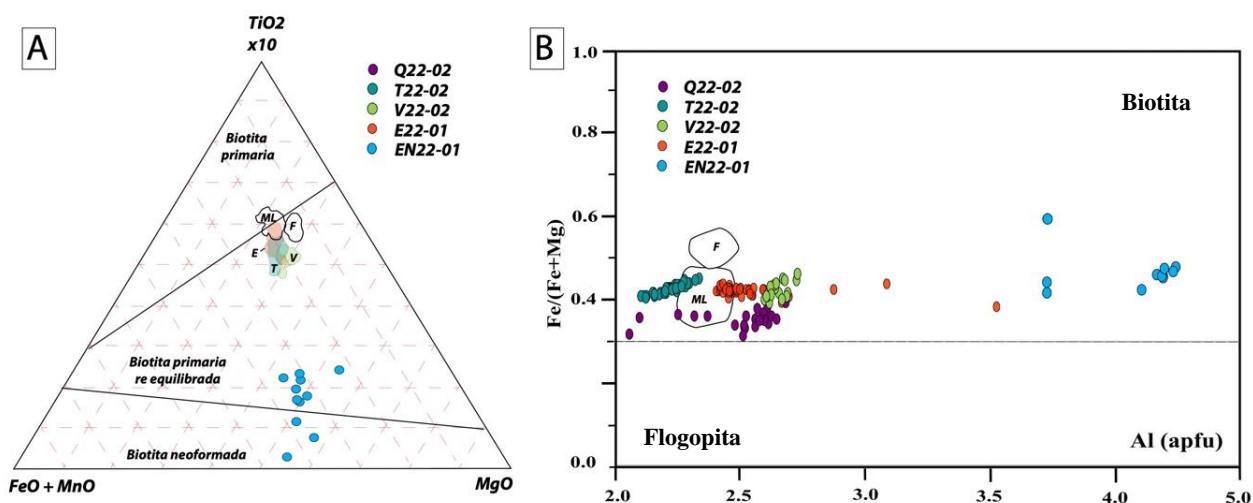 A
TiO2
x10
Q22-02
T22-02
V22-02
E22-01
EN22-01
Biotita
primaria
ML
F
E
V
T
Biotita primaria
re equilibrada
Biotita neoformada
FeO + MnO
MgO
B
Fe/(Fe+Mg)
1.0
0.8
0.6
0.4
0.0
Q22-02
T22-02
V22-02
E22-01
EN22-01
Biotita
F
ML
Flogopita
Al (apfu)
2.0
2.5
3.0
3.5
4.0
4.5
5.0